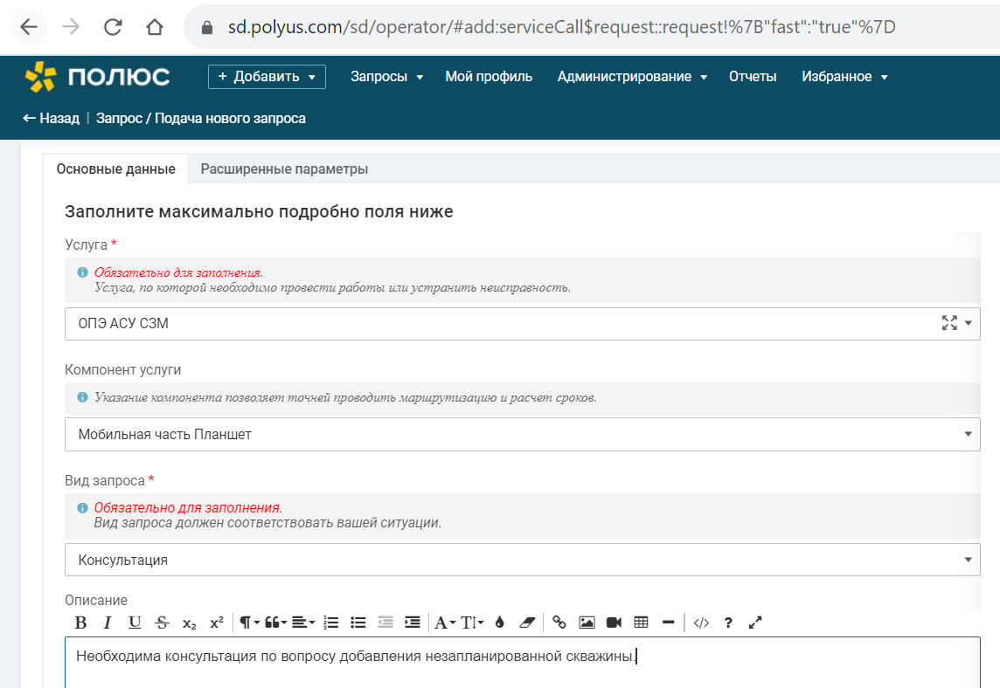 sd.polyus.com/sd/operator/#add:serviceCall$request::request!%7B"fast":"true"%7D
ПОЛЮС + Добавить Запросы Мой профиль Администрирование Отчеты Избранное
← Назад | Запрос / Подача нового запроса
Основные данные Расширенные параметры
Заполните максимально подробно поля ниже
Услуга *
Обязательно для заполнения.
Услуга, по которой необходимо провести работы или устранить неисправность.
ОПЭ АСУ СЗМ
Компонент услуги
Указание компонента позволяет точней проводить маршрутизацию и расчет сроков.
Мобильная часть Планшет
Вид запроса *
Обязательно для заполнения.
Вид запроса должен соответствовать вашей ситуации.
Консультация
Описание
B I U S x₂ x² ¶ A T </> ?
Необходима консультация по вопросу добавления незапланированной скважины.